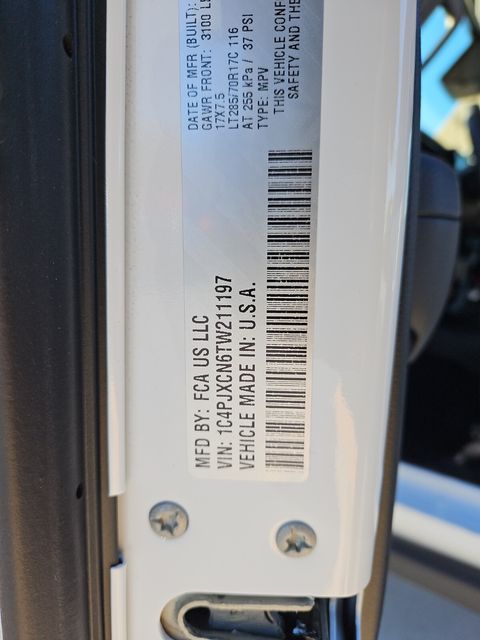 MFD BY: FCA US LLC
VIN: 1C4PJXCN6TW211197
VEHICLE MADE IN: U.S.A.
DATE OF MFR (BUILT):
GAWR FRONT: 3100 LB
17X7.5
LT285/70R17C 116
AT 255 kPa / 37 PSI
TYPE: MPV
THIS VEHICLE CONF
SAFETY AND THE